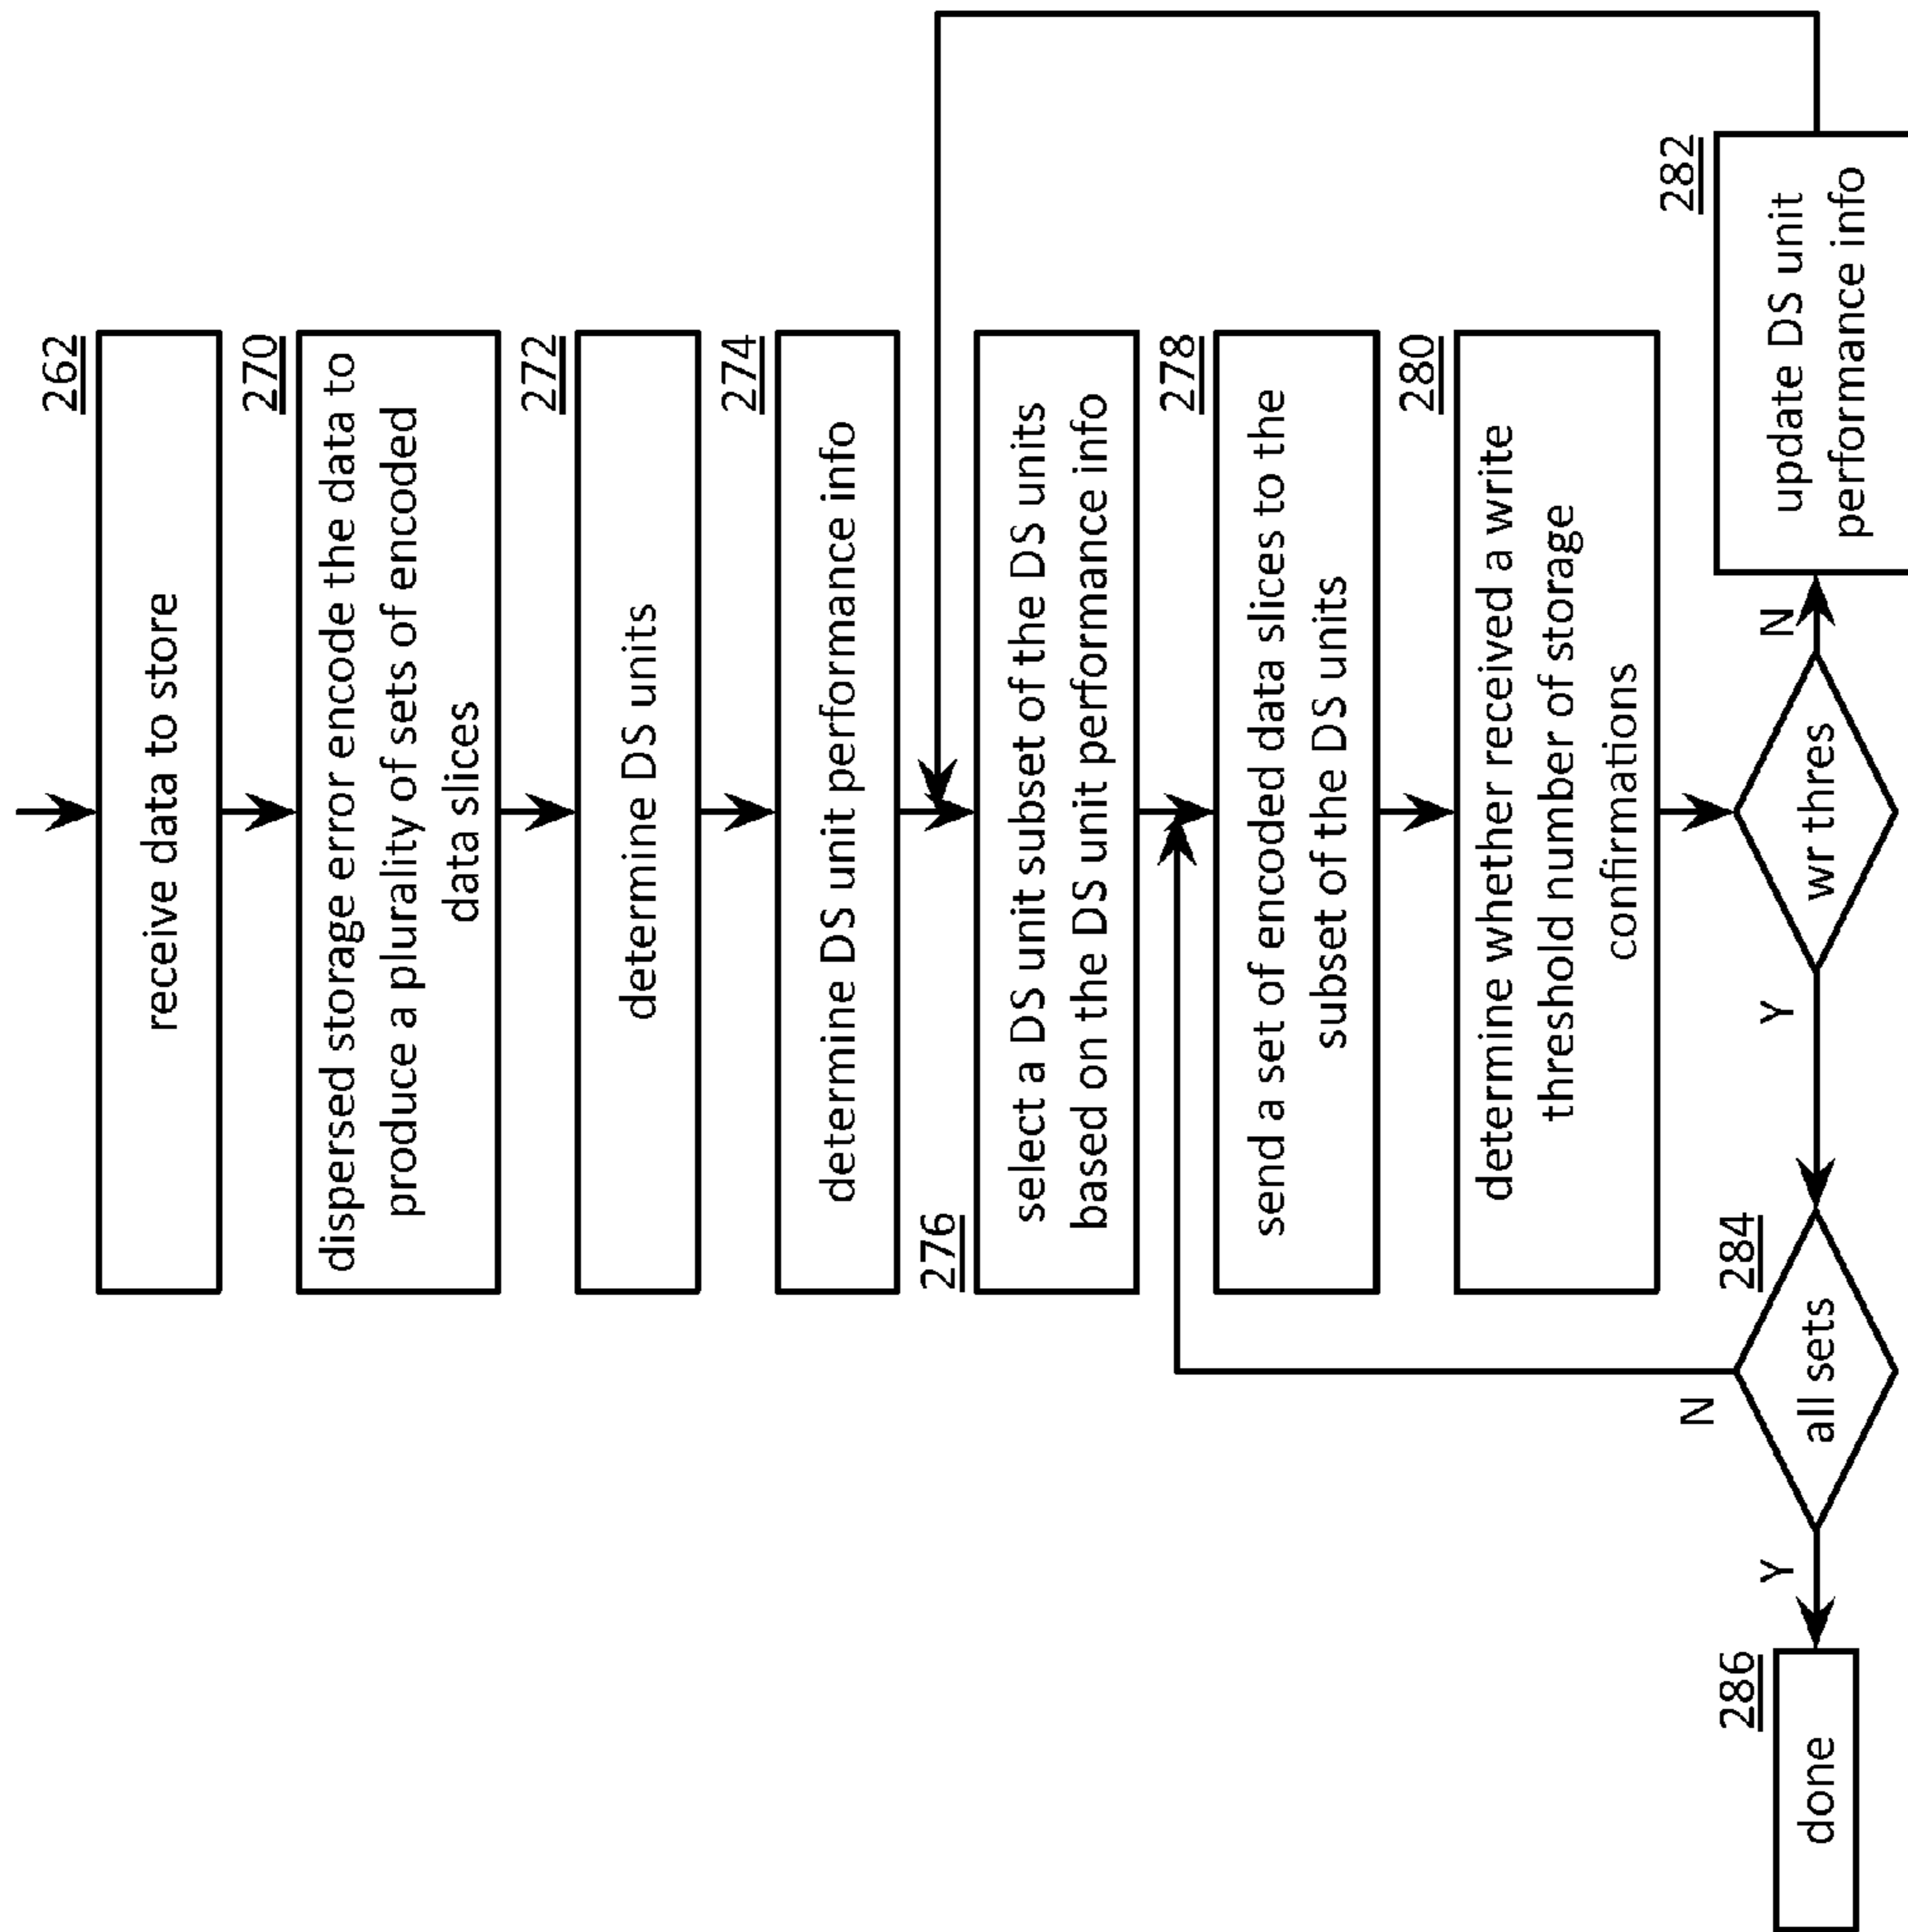 262
receive data to store
270
dispersed storage error encode the data to
produce a plurality of sets of encoded
data slices
272
determine DS units
274
determine DS unit performance info
276
select a DS unit subset of the DS units
based on the DS unit performance info
278
send a set of encoded data slices to the
subset of the DS units
280
determine whether received a write
threshold number of storage
confirmations
wr thres
N
282
update DS unit
performance info
Y
284
all sets
N
Y
286
done